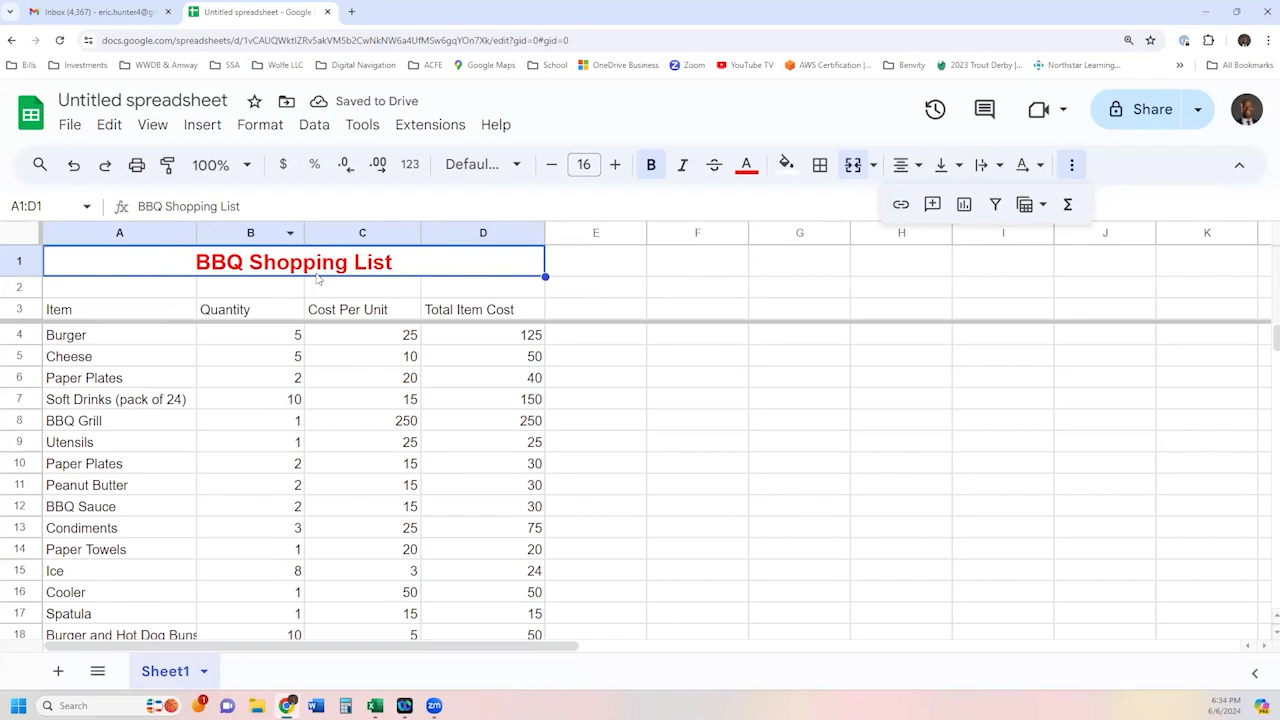 Inbox (4,367) - eric.hunter4@g
Untitled spreadsheet - Google
docs.google.com/spreadsheets/d/1vCAUQWktIZRv5akVM5b2CwNkNW6a4UfMSw6gqYOn7Xk/edit?gid=0#gid=0
Bills Investments WWDB & Amway SSA Wolfe LLC Digital Navigation ACFE Google Maps School OneDrive Business Zoom YouTube TV AWS Certification |... Benvity 2023 Trout Derby |... Northstar Learning... All Bookmarks
Untitled spreadsheet Saved to Drive
Share
File Edit View Insert Format Data Tools Extensions Help
100% $ % .0 .00 123 Defaul... 16 B I A
A1:D1 fx BBQ Shopping List
A B C D E F G H I J K
1 BBQ Shopping List
2
3 Item Quantity Cost Per Unit Total Item Cost
4 Burger 5 25 125
5 Cheese 5 10 50
6 Paper Plates 2 20 40
7 Soft Drinks (pack of 24) 10 15 150
8 BBQ Grill 1 250 250
9 Utensils 1 25 25
10 Paper Plates 2 15 30
11 Peanut Butter 2 15 30
12 BBQ Sauce 2 15 30
13 Condiments 3 25 75
14 Paper Towels 1 20 20
15 Ice 8 3 24
16 Cooler 1 50 50
17 Spatula 1 15 15
18 Burger and Hot Dog Buns 10 5 50
Sheet1
Search
6:34 PM
6/6/2024